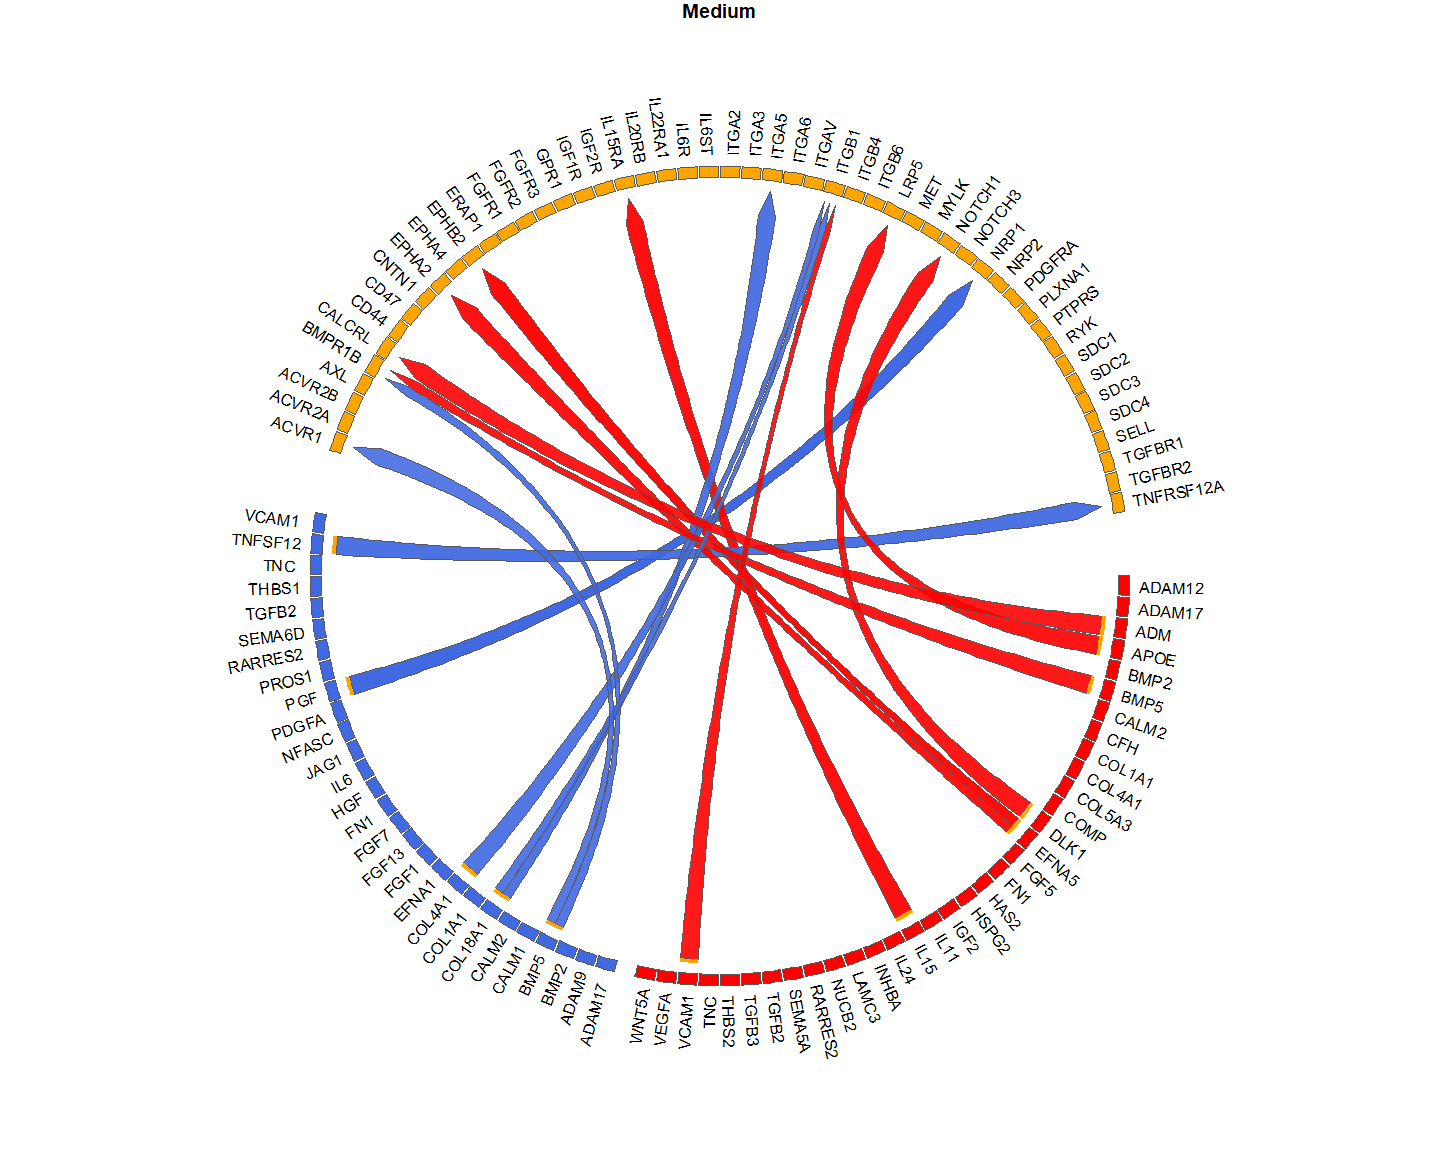 Medium
ACVR1
ACVR2A
ACVR2B
AXL
BMPR1B
CALCRL
CD44
CD47
CNTN1
EPHA2
EPHA4
EPHB2
ERAP1
FGFR1
FGFR2
FGFR3
GPR1
IGF1R
IGF2R
IL15RA
IL20RB
IL22RA1
IL6R
IL6ST
ITGA2
ITGA3
ITGA5
ITGA6
ITGAV
ITGB1
ITGB4
ITGB6
LRP5
MET
MYLK
NOTCH1
NOTCH3
NRP1
NRP2
PDGFRA
PLXNA1
PTPRS
RYK
SDC1
SDC2
SDC3
SDC4
SELL
TGFBR1
TGFBR2
TNFRSF12A
ADAM12
ADAM17
ADM
APOE
BMP2
BMP5
CALM2
CFH
COL1A1
COL4A1
COL5A3
COMP
DLK1
EFNA5
FGF5
FN1
HAS2
HSPG2
IGF2
IL11
IL15
IL24
INHBA
LAMC3
NUCB2
RARRES2
SEMA5A
TGFB2
TGFB3
THBS2
TNC
VCAM1
VEGFA
WNT5A
ADAM17
ADAM9
BMP2
BMP5
CALM1
CALM2
COL18A1
COL1A1
COL4A1
EFNA1
FGF1
FGF13
FGF7
FN1
HGF
IL6
JAG1
NFASC
PDGFA
PGF
PROS1
RARRES2
SEMA6D
TGFB2
THBS1
TNC
TNFSF12
VCAM1